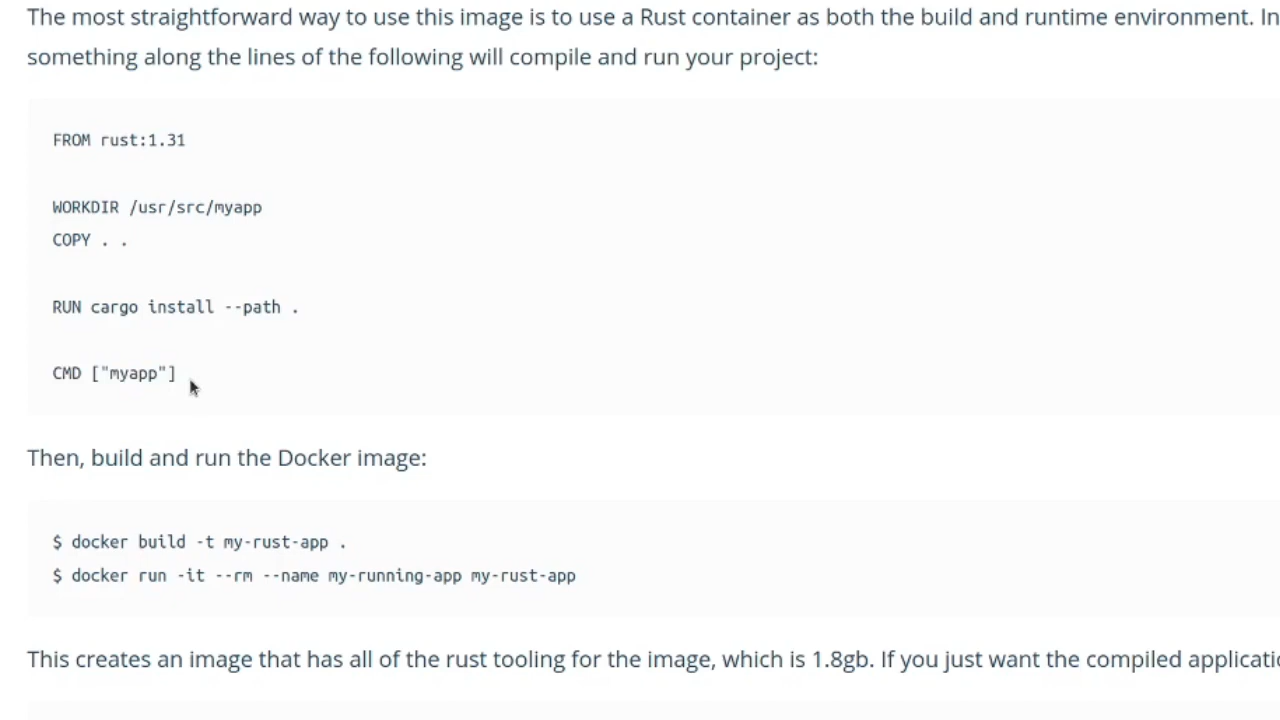 The most straightforward way to use this image is to use a Rust container as both the build and runtime environment. In
something along the lines of the following will compile and run your project:
FROM rust:1.31
WORKDIR /usr/src/myapp
COPY . .
RUN cargo install --path .
CMD ["myapp"]
Then, build and run the Docker image:
$ docker build -t my-rust-app .
$ docker run -it --rm --name my-running-app my-rust-app
This creates an image that has all of the rust tooling for the image, which is 1.8gb. If you just want the compiled